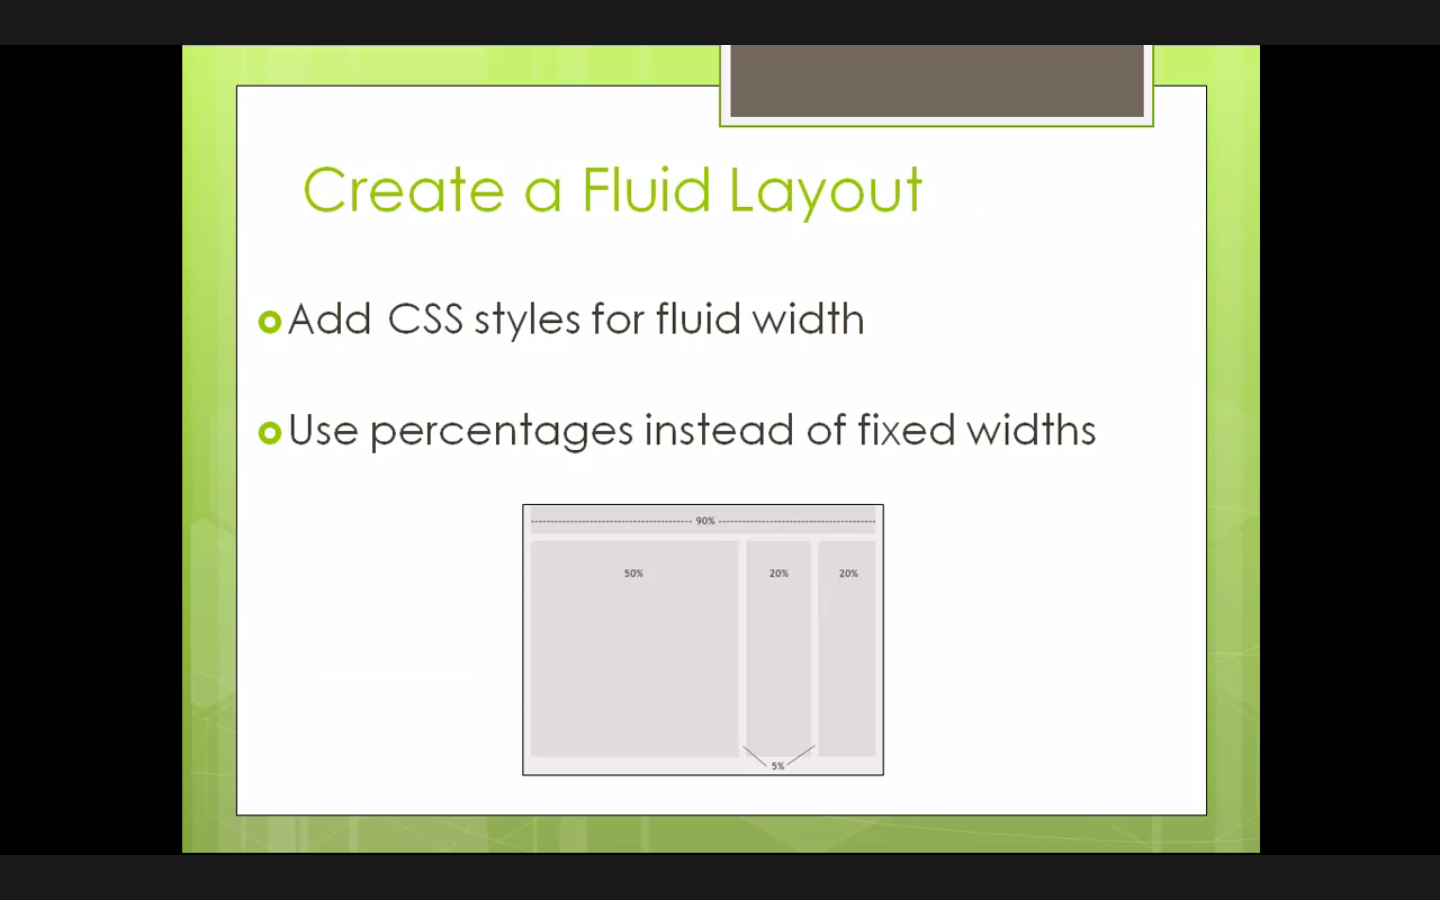 Create a Fluid Layout
Add CSS styles for fluid width
Use percentages instead of fixed widths
90%
50% 20% 20%
5%